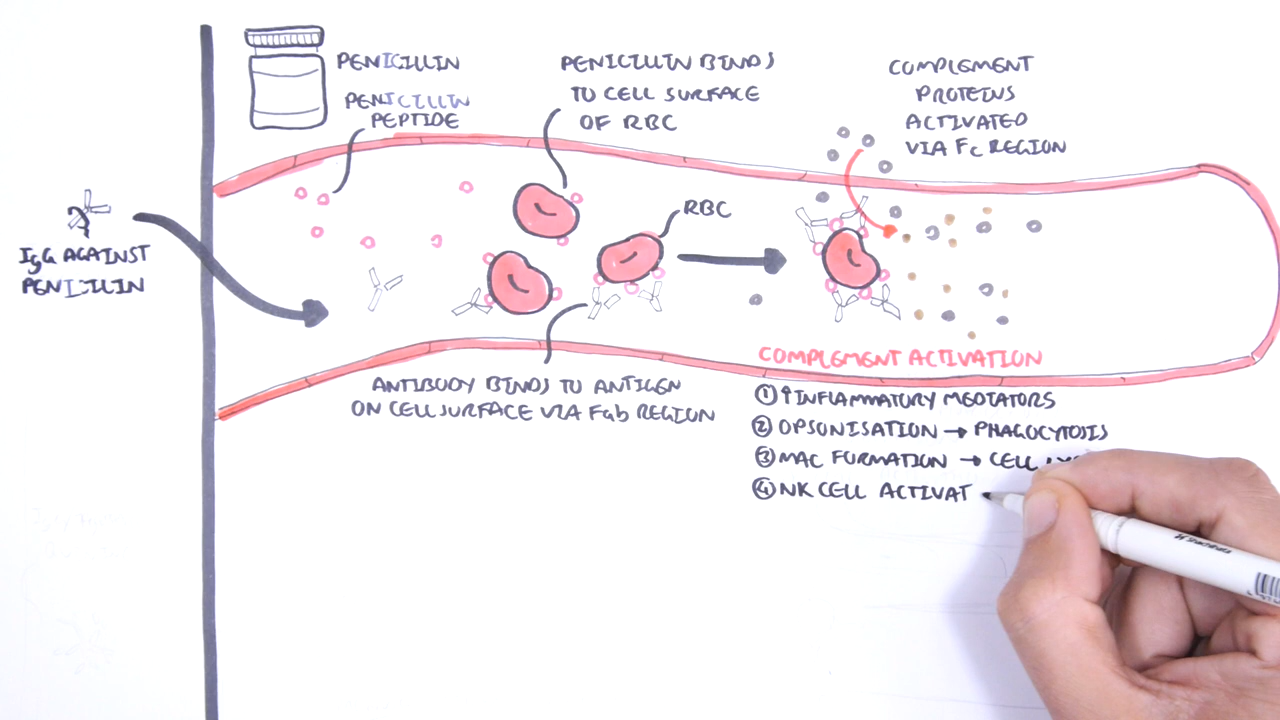 PENICILLIN
PENICILLIN
PEPTIDE
PENICILLIN BINDS
TO CELL SURFACE
OF RBC
COMPLEMENT
PROTEINS
ACTIVATED
VIA Fc REGION
RBC
IgG AGAINST
PENICILLIN
ANTIBODY BINDS TO ANTIGEN
ON CELL SURFACE VIA Fab REGION
COMPLEMENT ACTIVATION
① ↑ INFLAMMATORY MEDIATORS
② OPSONISATION → PHAGOCYTOSIS
③ MAC FORMATION → CELL
④ NK CELL ACTIVAT